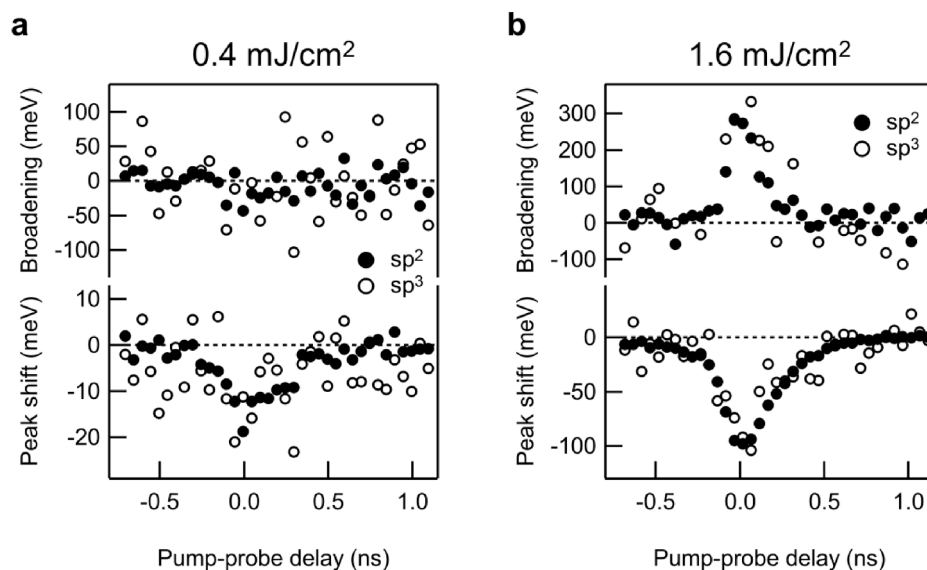 a
0.4 mJ/cm²
Broadening (meV)
100
50
0
-50
-100
sp²
sp³
Peak shift (meV)
10
0
-10
-20
-0.5 0.0 0.5 1.0
Pump-probe delay (ns)
b
1.6 mJ/cm²
Broadening (meV)
300
200
100
0
-100
sp²
sp³
Peak shift (meV)
0
-50
-100
-0.5 0.0 0.5 1.0
Pump-probe delay (ns)